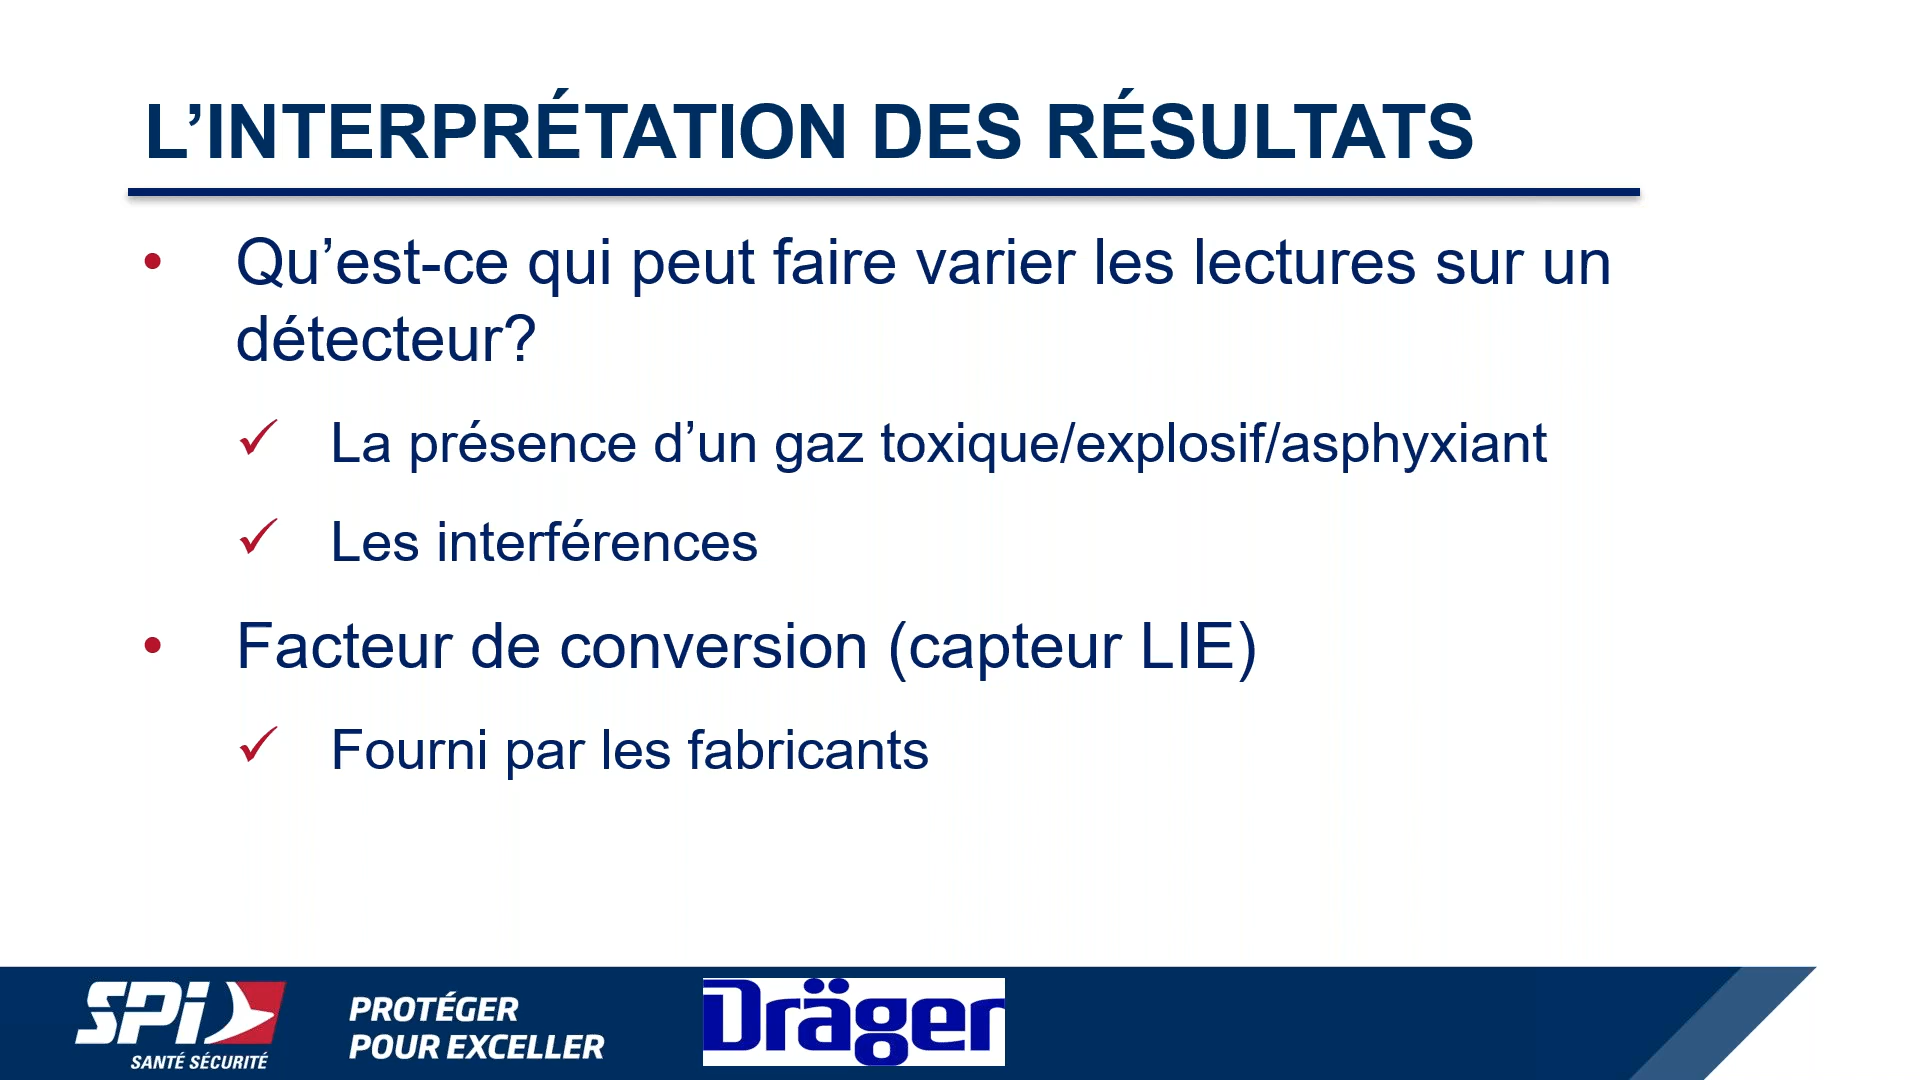 L’INTERPRÉTATION DES RÉSULTATS
• Qu’est-ce qui peut faire varier les lectures sur un
détecteur?
✓ La présence d’un gaz toxique/explosif/asphyxiant
✓ Les interférences
• Facteur de conversion (capteur LIE)
✓ Fourni par les fabricants
SPi
SANTÉ SÉCURITÉ
PROTÉGER
POUR EXCELLER
Dräger